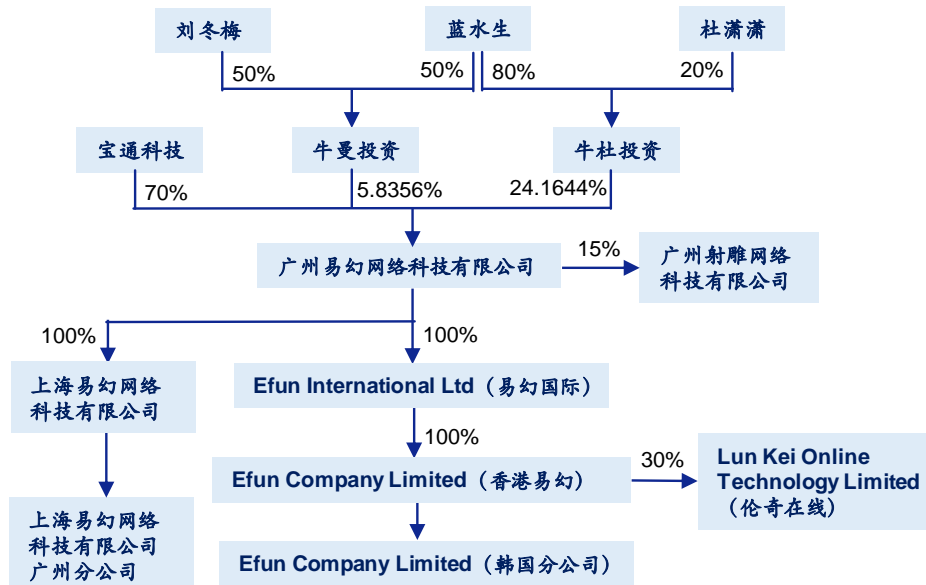 刘冬梅
蓝水生
杜潇潇
50%
50%
80%
20%
宝通科技
牛曼投资
牛杜投资
70%
5.8356%
24.1644%
广州易幻网络科技有限公司
15%
广州射雕网络
科技有限公司
100%
100%
上海易幻网络
科技有限公司
Efun International Ltd（易幻国际）
100%
Efun Company Limited（香港易幻）
30%
Lun Kei Online
Technology Limited
（伦奇在线）
上海易幻网络
科技有限公司
广州分公司
Efun Company Limited（韩国分公司）